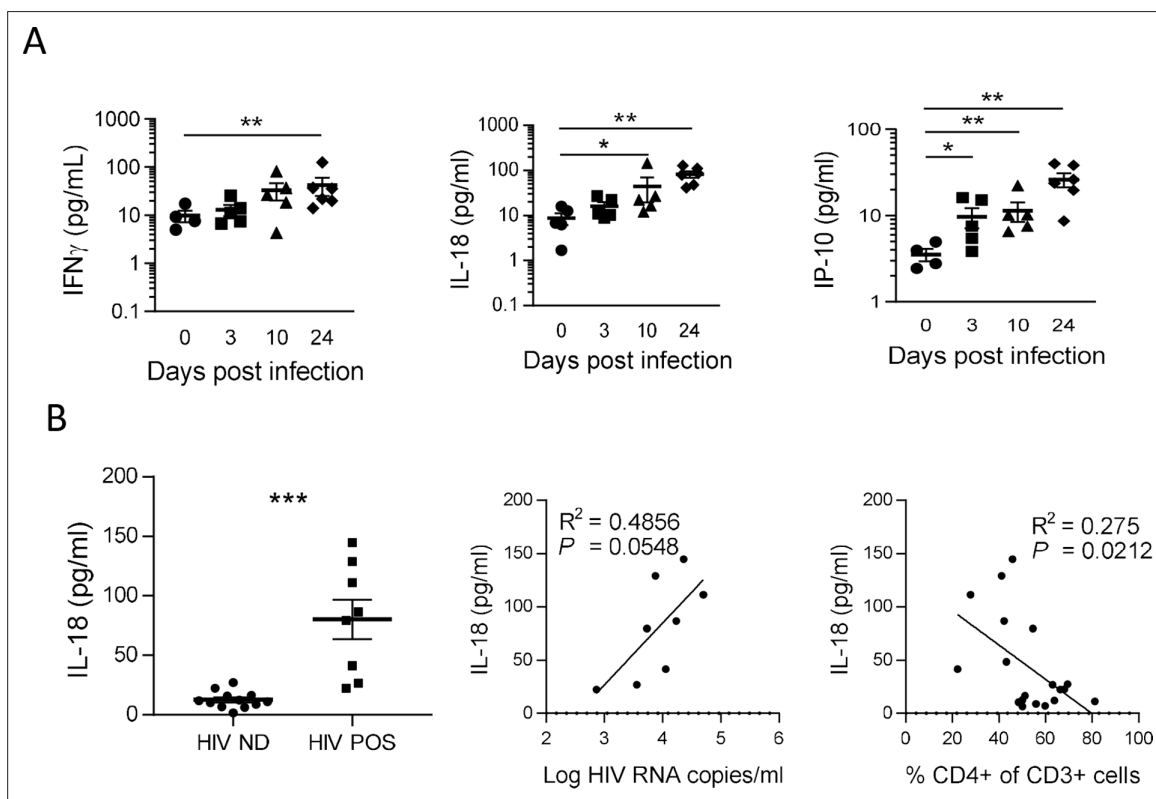 A
IFNγ (pg/mL)
1000
100
10
1
0.1
**
0 3 10 24
Days post infection
IL-18 (pg/ml)
1000
100
10
1
0.1
**
*
0 3 10 24
Days post infection
IP-10 (pg/ml)
100
10
1
**
**
*
0 3 10 24
Days post infection
B
IL-18 (pg/ml)
200
150
100
50
0
***
HIV ND HIV POS
IL-18 (pg/ml)
200
150
100
50
0
R² = 0.4856
P = 0.0548
2 3 4 5 6
Log HIV RNA copies/ml
IL-18 (pg/ml)
200
150
100
50
0
R² = 0.275
P = 0.0212
0 20 40 60 80 100
% CD4+ of CD3+ cells